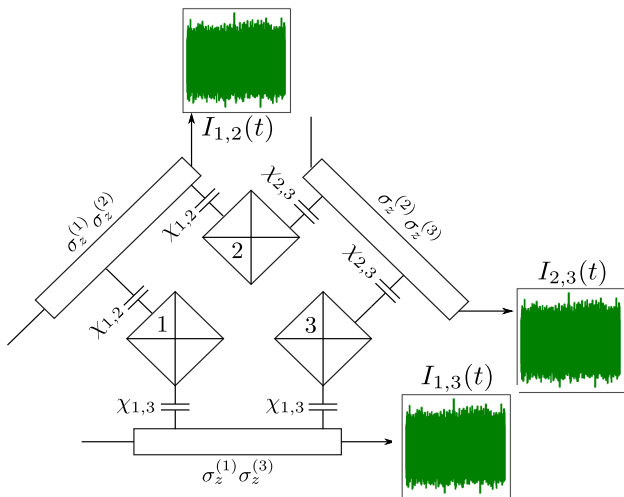 I_{1,2}(t)
σ_z^{(1)} σ_z^{(2)}
χ_{1,2}
χ_{2,3}
σ_z^{(2)} σ_z^{(3)}
2
χ_{2,3}
I_{2,3}(t)
χ_{1,2}
1
3
I_{1,3}(t)
χ_{1,3}
χ_{1,3}
σ_z^{(1)} σ_z^{(3)}